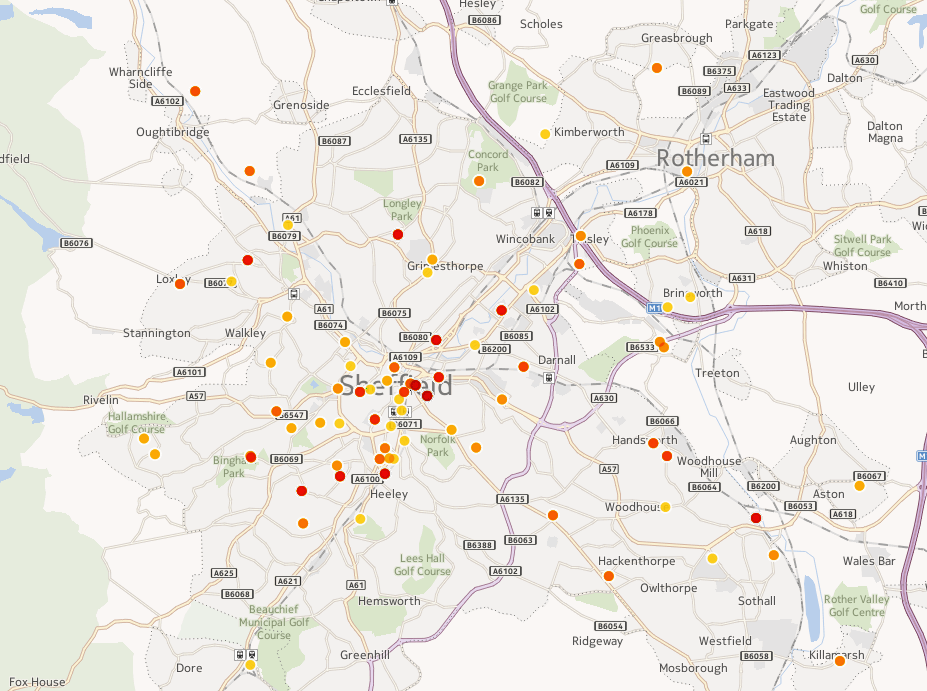 Hesley
B6086
Scholes
Parkgate
Golf Course
Greasbrough
A6123
A630
Wharncliffe
Side
B6375
Dalton
A6102
Ecclesfield
Grange Park
Golf Course
B6089
A633
Eastwood
Trading
Estate
Grenoside
Oughtibridge
Kimberworth
Dalton
Magna
B6087
A6135
Concord
Park
A6109
Rotherham
B6082
A6021
Longley
Park
A61
B6079
A6178
B6076
Wincobank
Phoenix
Golf Course
A618
Sitwell Park
Golf Course
Whiston
Loxley
A631
B6410
Brinsworth
North
A61
B6075
A6102
M1
Stannington
Walkley
B6074
B6080
B6085
B6200
B6533
A6109
Darnall
A6101
Treeton
Sheffield
Ulley
Rivelin
A57
A630
Hallamshire
Golf Course
B6547
B6066
Norfolk
Park
Handsworth
Aughton
B6069
A57
Woodhouse
Mill
A6100
B6064
B6200
B6067
Heeley
A6135
Aston
B6053
A618
B6388
B6063
Lees Hall
Golf Course
Hackenthorpe
Wales Bar
A625
A621
A6102
A61
Owlthorpe
B6068
Beauchief
Municipal Golf
Course
Hemsworth
Sothall
Rother Valley
Golf Centre
B6054
Ridgeway
Westfield
Greenhill
B6058
Killamarsh
Dore
Mosborough
Fox House